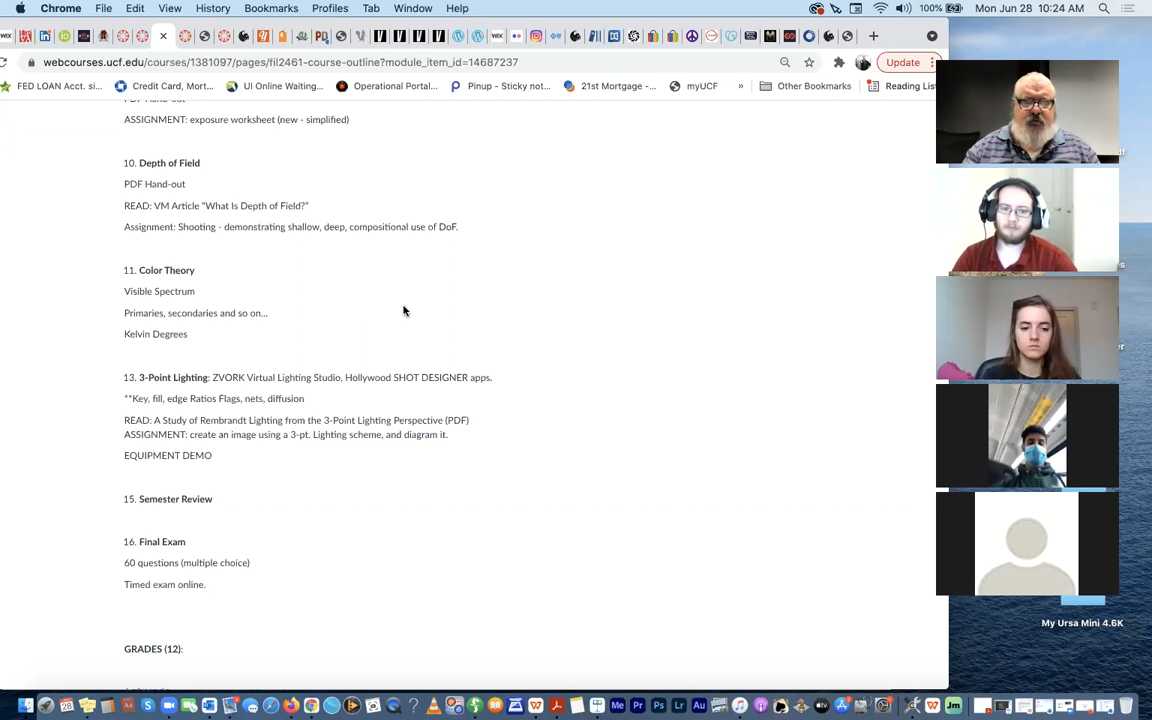 Chrome File Edit View History Bookmarks Profiles Tab Window Help
100% Mon Jun 28 10:24 AM
webcourses.ucf.edu/courses/1381097/pages/fil2461-course-outline?module_item_id=14687237
Update
FED LOAN Acct. si... Credit Card, Mort... UI Online Waiting... Operational Portal... Pinup - Sticky not... 21st Mortgage -... myUCF » Other Bookmarks Reading List
PDF Hand-out
ASSIGNMENT: exposure worksheet (new - simplified)
10. Depth of Field
PDF Hand-out
READ: VM Article "What Is Depth of Field?"
Assignment: Shooting - demonstrating shallow, deep, compositional use of DoF.
11. Color Theory
Visible Spectrum
Primaries, secondaries and so on...
Kelvin Degrees
13. 3-Point Lighting: ZVORK Virtual Lighting Studio, Hollywood SHOT DESIGNER apps.
**Key, fill, edge Ratios Flags, nets, diffusion
READ: A Study of Rembrandt Lighting from the 3-Point Lighting Perspective (PDF)
ASSIGNMENT: create an image using a 3-pt. Lighting scheme, and diagram it.
EQUIPMENT DEMO
15. Semester Review
16. Final Exam
60 questions (multiple choice)
Timed exam online.
GRADES (12):
My Ursa Mini 4.6K